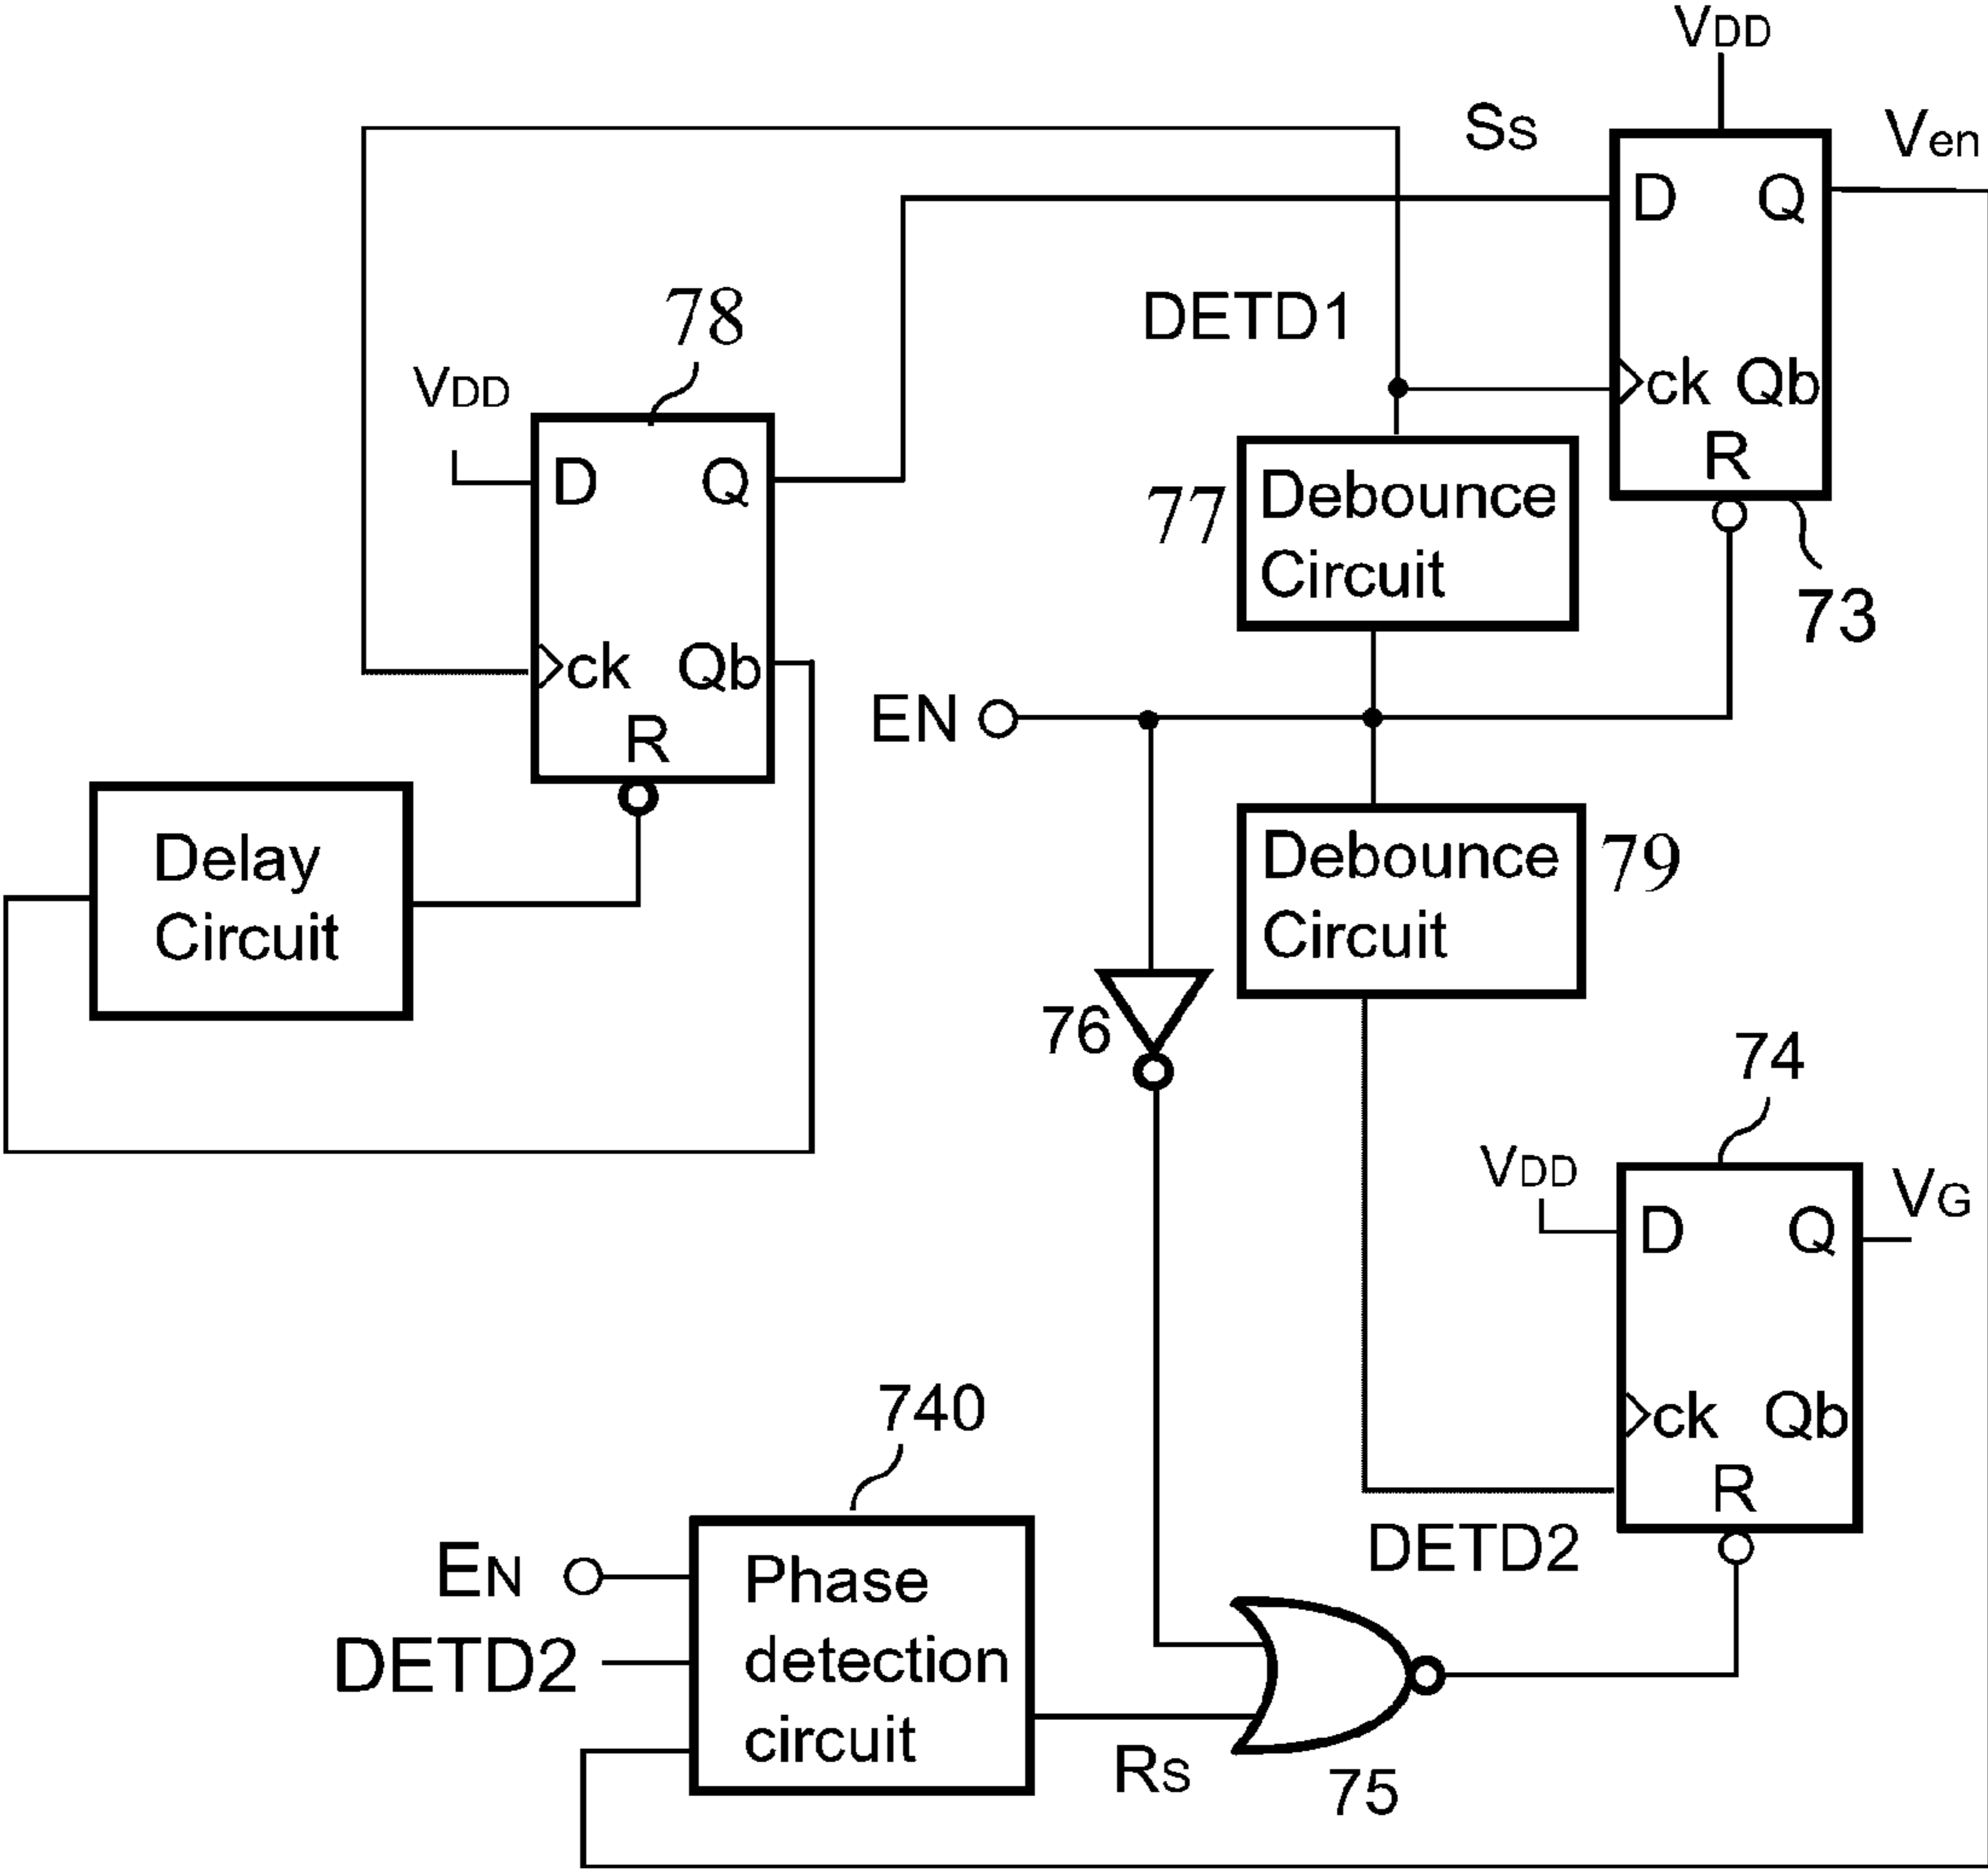 VDD
Ss
Ven
D Q
78
DETD1
VDD
ck Qb
R
D Q
77
Debounce
Circuit
73
ck Qb
R
EN
Delay
Circuit
Debounce
Circuit
79
76
74
VDD
VG
D Q
740
ck Qb
R
EN
DETD2
Phase
detection
circuit
DETD2
Rs
75